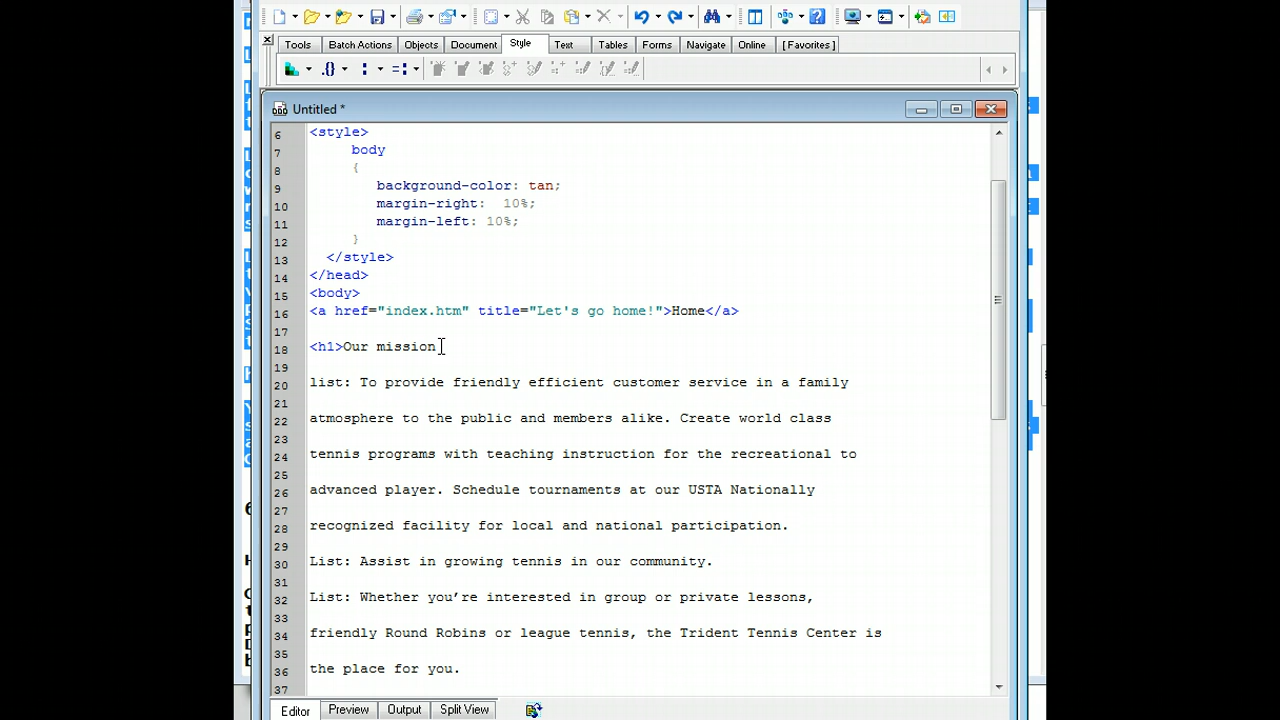 Tools Batch Actions Objects Document Style Text Tables Forms Navigate Online [Favorites]
Untitled *
6 <style>
7 body
8 {
9 background-color: tan;
10 margin-right:  10%;
11 margin-left: 10%;
12 }
13 </style>
14 </head>
15 <body>
16 <a href="index.htm" title="Let's go home!">Home</a>
17
18 <h1>Our mission
19
20 list: To provide friendly efficient customer service in a family
21
22 atmosphere to the public and members alike. Create world class
23
24 tennis programs with teaching instruction for the recreational to
25
26 advanced player. Schedule tournaments at our USTA Nationally
27
28 recognized facility for local and national participation.
29
30 List: Assist in growing tennis in our community.
31
32 List: Whether you’re interested in group or private lessons,
33
34 friendly Round Robins or league tennis, the Trident Tennis Center is
35
36 the place for you.
37
Editor Preview Output Split View